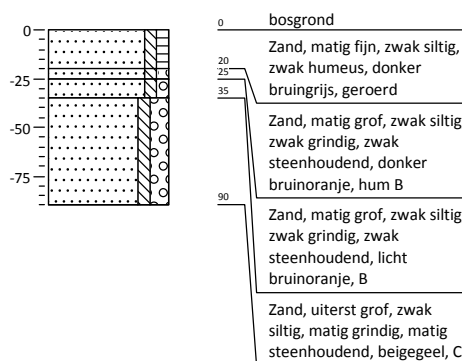 0
-25
-50
-75
0
20
25
35
90
bosgrond
Zand, matig fijn, zwak siltig,
zwak humeus, donker
bruingrijs, geroerd
Zand, matig grof, zwak siltig
zwak grindig, zwak
steenhoudend, donker
bruinoranje, hum B
Zand, matig grof, zwak siltig
zwak grindig, zwak
steenhoudend, licht
bruinoranje, B
Zand, uiterst grof, zwak
siltig, matig grindig, matig
steenhoudend, beigegeel, C